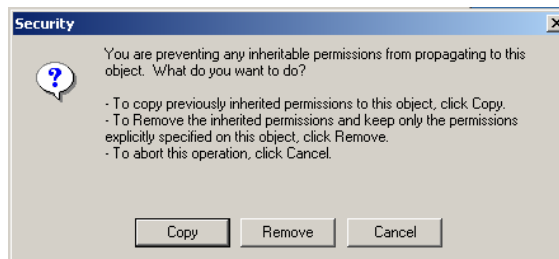 Security
You are preventing any inheritable permissions from propagating to this
object. What do you want to do?
- To copy previously inherited permissions to this object, click Copy.
- To Remove the inherited permissions and keep only the permissions
explicitly specified on this object, click Remove.
- To abort this operation, click Cancel.
Copy Remove Cancel